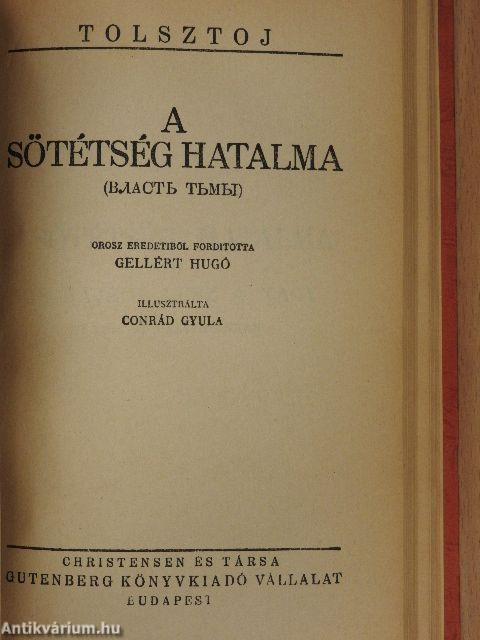 TOLSZTOJ
A
SÖTÉTSÉG HATALMA
(ВЛАСТЬ ТЬМЫ)
OROSZ EREDETIBŐL FORDITOTTA
GELLÉRT HUGÓ
ILLUSZTRÁLTA
CONRÁD GYULA
CHRISTENSEN ÉS TÁRSA
GUTENBERG KÖNYVKIADÓ VÁLLALAT
BUDAPEST
Antikvárium.hu